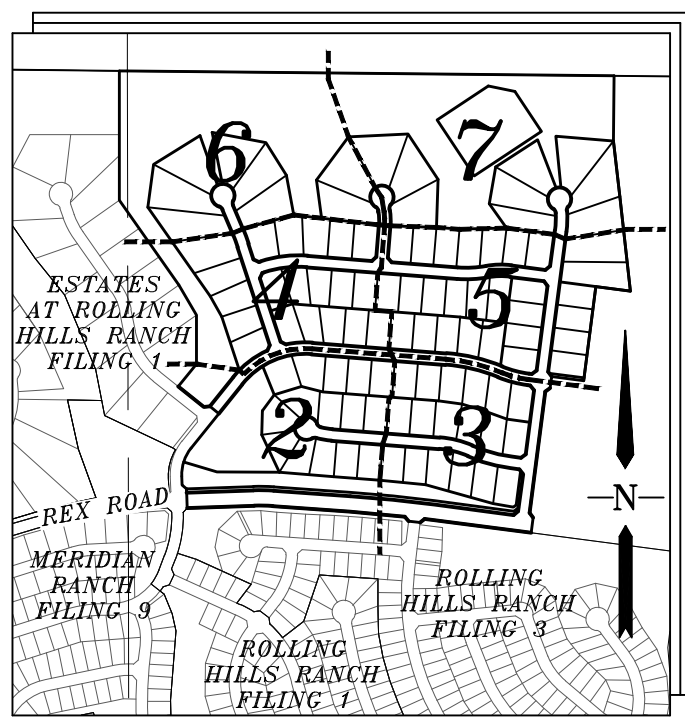 6
7
ESTATES
AT ROLLING
HILLS RANCH
FILING 1
4
5
2
3
N
REX ROAD
MERIDIAN
RANCH
FILING 9
ROLLING
HILLS RANCH
FILING 3
ROLLING
HILLS RANCH
FILING 1